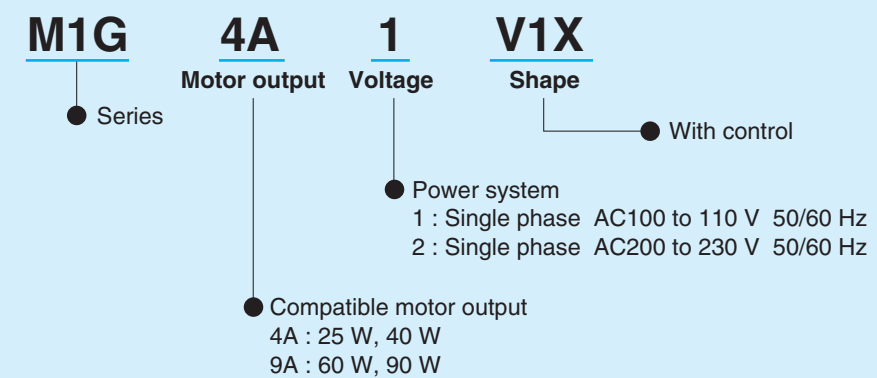 M1G 4A 1 V1X
Motor output Voltage Shape
Series
With control
Power system
1 : Single phase AC100 to 110 V 50/60 Hz
2 : Single phase AC200 to 230 V 50/60 Hz
Compatible motor output
4A : 25 W, 40 W
9A : 60 W, 90 W